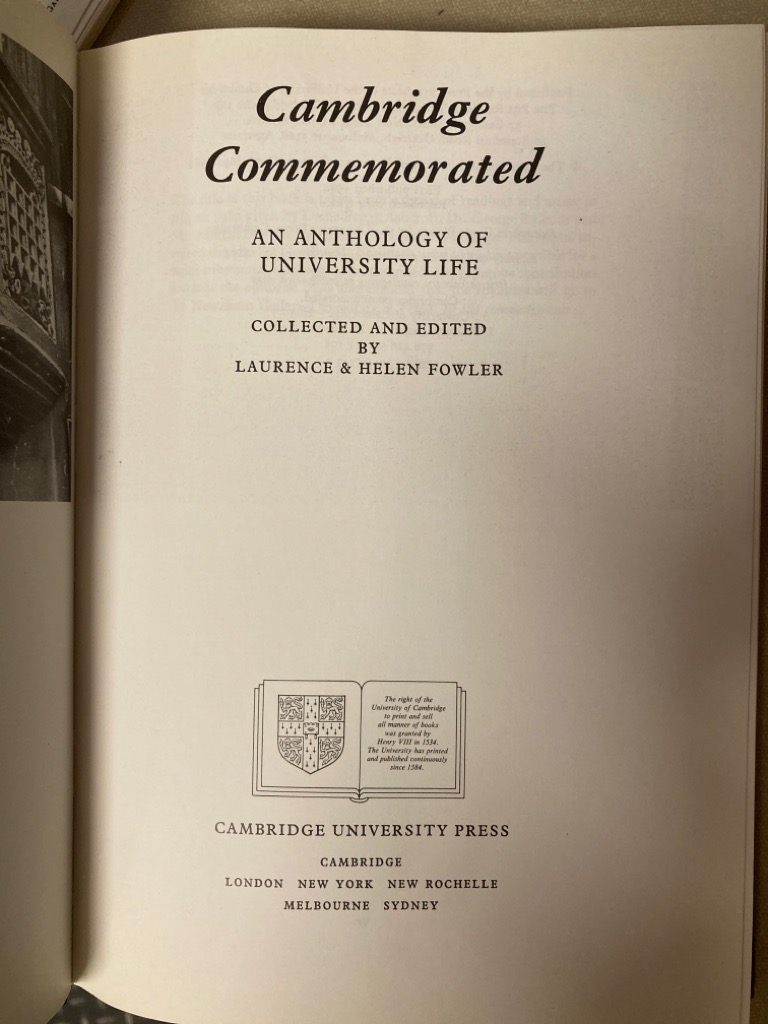 Cambridge
Commemorated
AN ANTHOLOGY OF
UNIVERSITY LIFE
COLLECTED AND EDITED
BY
LAURENCE & HELEN FOWLER
The right of the
University of Cambridge
to print and sell
all manner of books
was granted by
Henry VIII in 1534.
The University has printed
and published continuously
since 1584.
CAMBRIDGE UNIVERSITY PRESS
CAMBRIDGE
LONDON NEW YORK NEW ROCHELLE
MELBOURNE SYDNEY